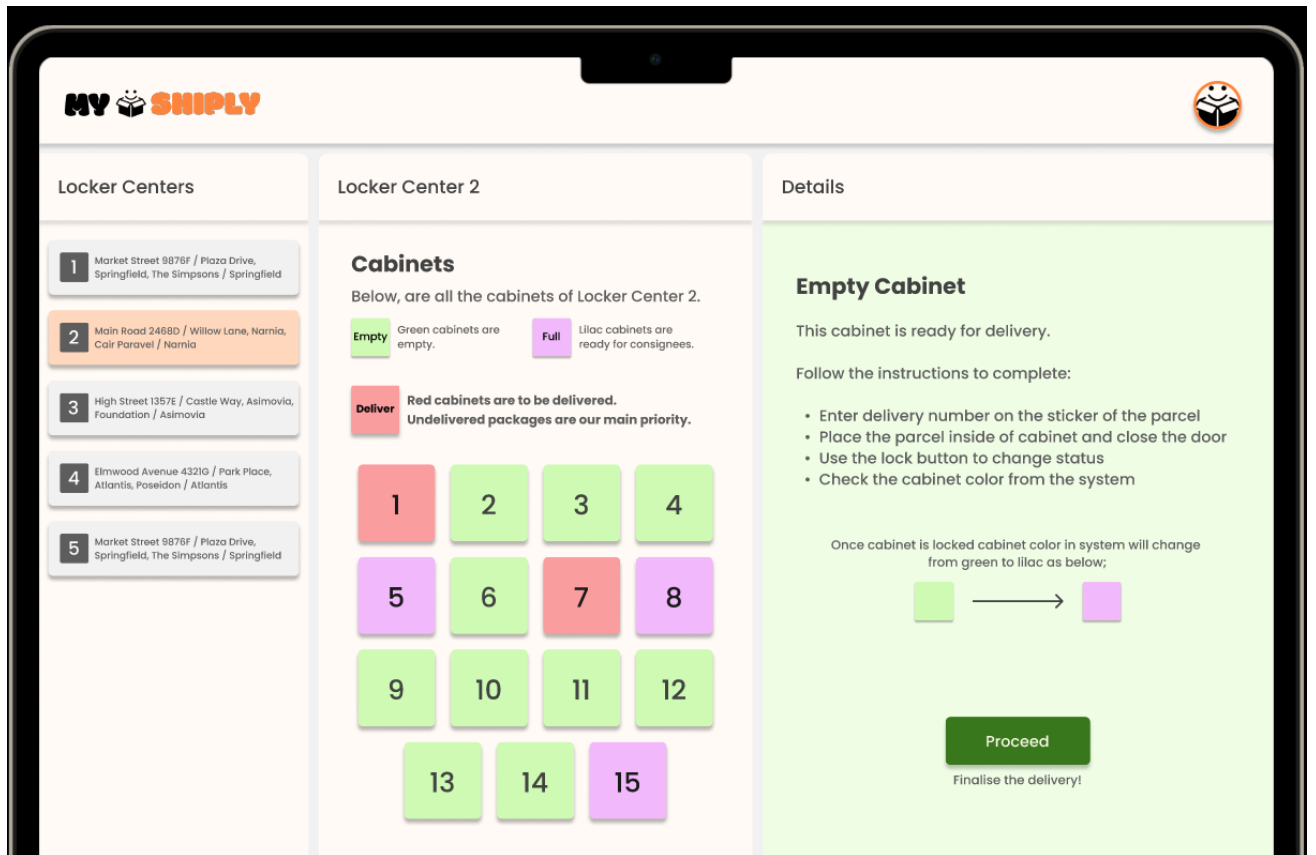 MY SHIPLY
Locker Centers
1
Market Street 9876F / Plaza Drive,
Springfield, The Simpsons / Springfield
2
Main Road 2468D / Willow Lane, Narnia,
Cair Paravel / Narnia
3
High Street 1357E / Castle Way, Asimovia,
Foundation / Asimovia
4
Elmwood Avenue 4321G / Park Place,
Atlantis, Poseidon / Atlantis
5
Market Street 9876F / Plaza Drive,
Springfield, The Simpsons / Springfield
Locker Center 2
Cabinets
Below, are all the cabinets of Locker Center 2.
Empty
Green cabinets are
empty.
Full
Lilac cabinets are
ready for consignees.
Deliver
Red cabinets are to be delivered.
Undelivered packages are our main priority.
1 2 3 4
5 6 7 8
9 10 11 12
13 14 15
Details
Empty Cabinet
This cabinet is ready for delivery.
Follow the instructions to complete:
• Enter delivery number on the sticker of the parcel
• Place the parcel inside of cabinet and close the door
• Use the lock button to change status
• Check the cabinet color from the system
Once cabinet is locked cabinet color in system will change
from green to lilac as below;
Proceed
Finalise the delivery!